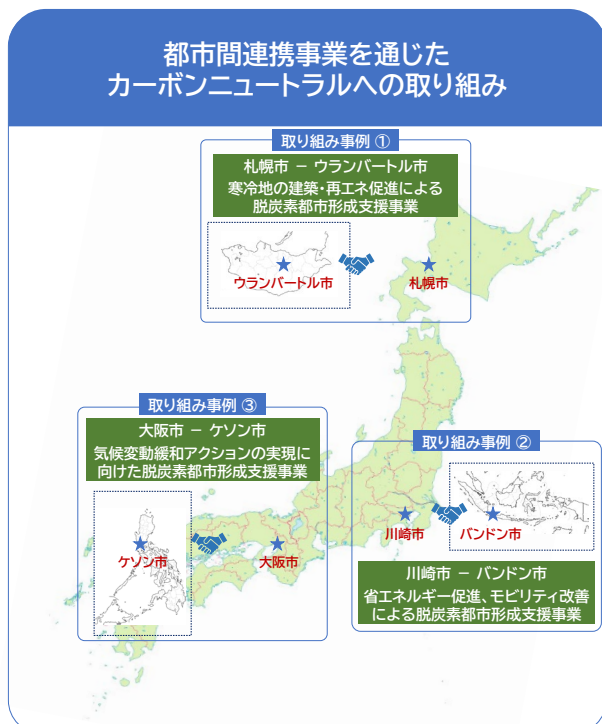 都市間連携事業を通じた
カーボンニュートラルへの取り組み
取り組み事例 ①
札幌市 － ウランバートル市
寒冷地の建築・再エネ促進による
脱炭素都市形成支援事業
ウランバートル市
札幌市
取り組み事例 ③
大阪市 － ケソン市
気候変動緩和アクションの実現に
向けた脱炭素都市形成支援事業
ケソン市
大阪市
取り組み事例 ②
川崎市
バンドン市
川崎市 － バンドン市
省エネルギー促進、モビリティ改善
による脱炭素都市形成支援事業